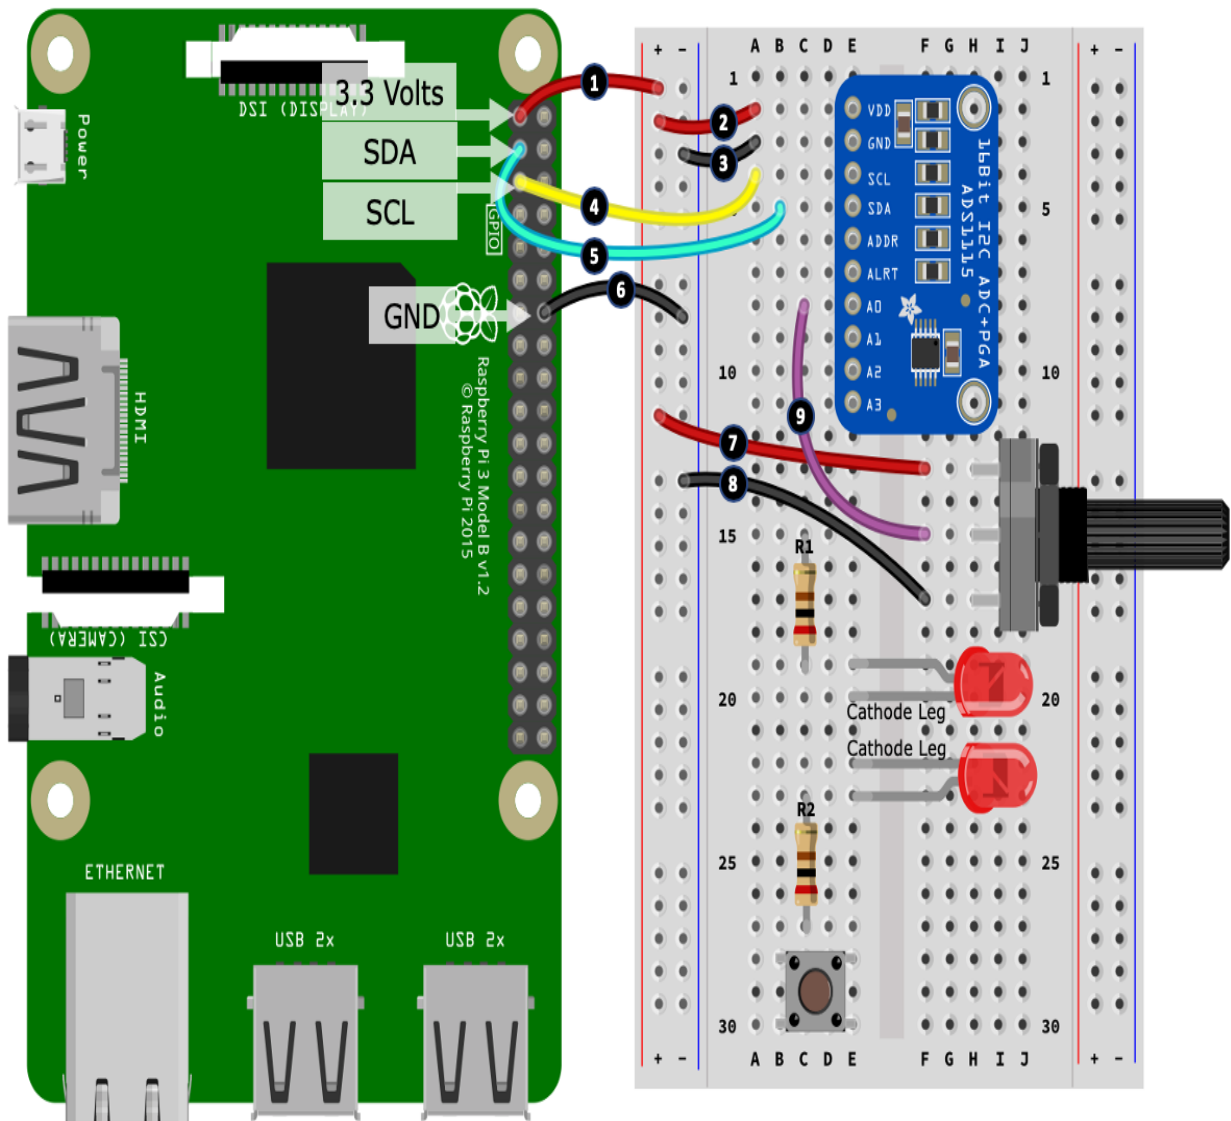 DSI (DISPLAY)
3.3 Volts
SDA
SCL
GPIO
GND
Power
HDMI
Raspberry Pi 3 Model B v1.2
© Raspberry Pi 2015
CSI (CAMERA)
Audio
ETHERNET
USB 2x
USB 2x
1
2
3
4
5
6
7
8
9
+ - A B C D E F G H I J + -
1 1
5 5
10 10
15 15
20 20
25 25
30 30
VDD
GND
SCL
SDA
ADDR
ALRT
A0
A1
A2
A3
16Bit I2C ADC+PGA
ADS1115
R1
Cathode Leg
Cathode Leg
R2
+ - A B C D E F G H I J + -